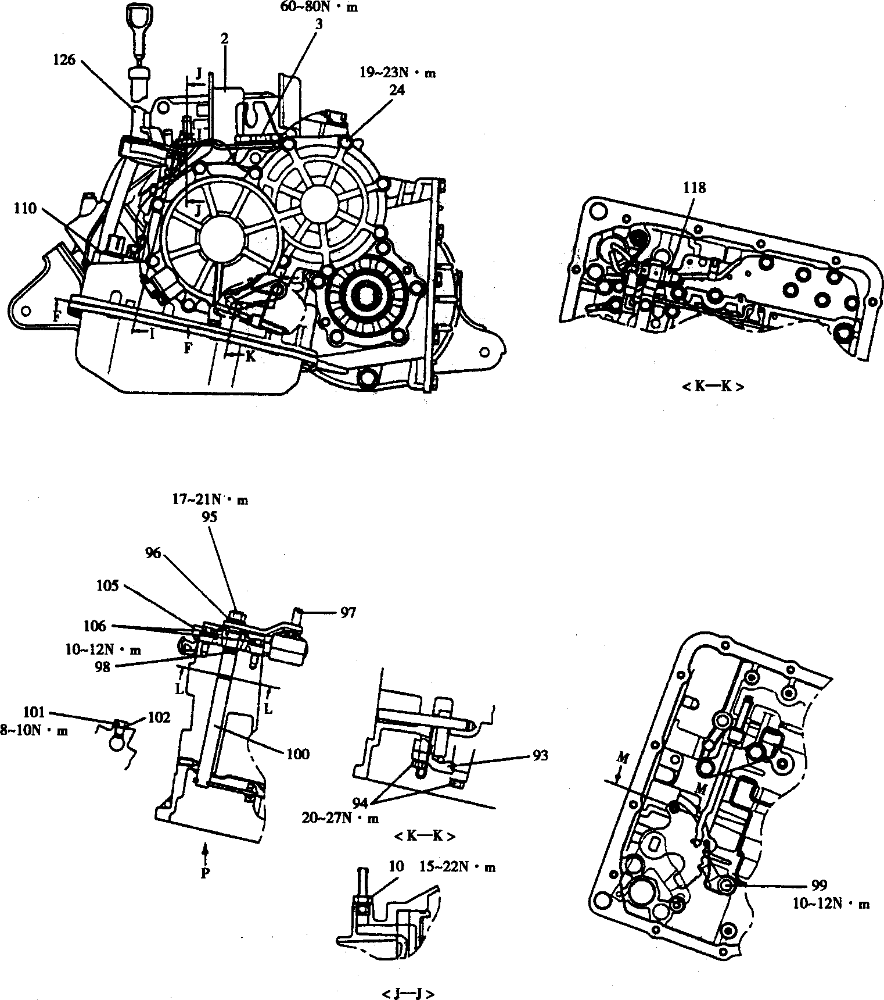 60~80N·m
3
2
126
J
19~23N·m
24
I
J
110
F
I
F
K
118
<K—K>
17~21N·m
95
96
105
97
106
10~12N·m
98
L
L
101
102
8~10N·m
100
93
94
20~27N·m
<K—K>
P
10 15~22N·m
<J—J>
M
M
99
10~12N·m